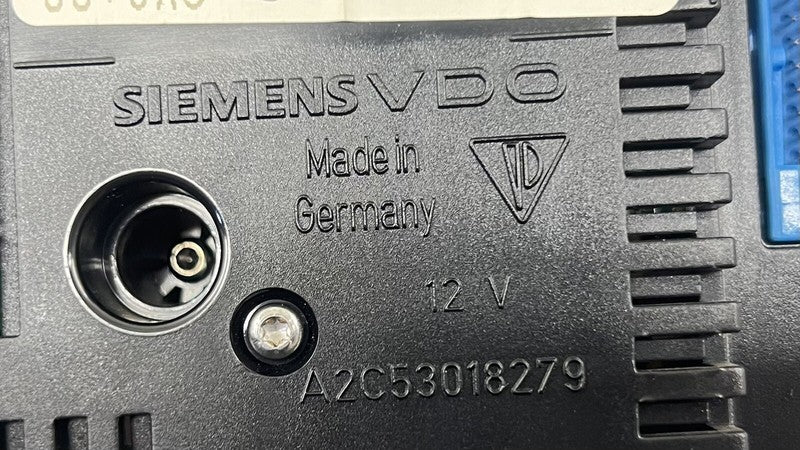 SIEMENS VDO
Made in
Germany
12 V
A2C53018279